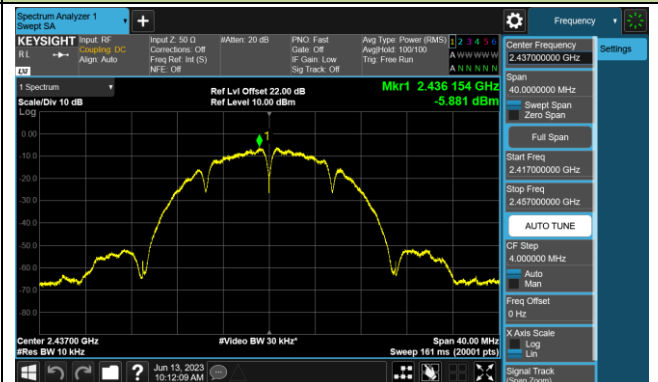 Spectrum Analyzer 1
Swept SA
+
Frequency
KEYSIGHT
RL
Input: RF
Coupling: DC
Align: Auto
Input Z: 50 Ω
Corrections: Off
Freq Ref: Int (S)
NFE: Off
#Atten: 20 dB
PNO: Fast
Gate: Off
IF Gain: Low
Sig Track: Off
Avg Type: Power (RMS)
Avg|Hold: 100/100
Trig: Free Run
1 2 3 4 5 6
A W W W W W
A N N N N N
LXI
1 Spectrum
Scale/Div 10 dB
Log
Ref Lvl Offset 22.00 dB
Ref Level 10.00 dBm
Mkr1 2.436 154 GHz
-5.881 dBm
1
0.00
-10.0
-20.0
-30.0
-40.0
-50.0
-60.0
-70.0
-80.0
Center 2.43700 GHz
#Res BW 10 kHz
#Video BW 30 kHz*
Span 40.00 MHz
Sweep 161 ms (20001 pts)
Center Frequency
2.437000000 GHz
Settings
Span
40.0000000 MHz
Swept Span
Zero Span
Full Span
Start Freq
2.417000000 GHz
Stop Freq
2.457000000 GHz
AUTO TUNE
CF Step
4.000000 MHz
Auto
Man
Freq Offset
0 Hz
X Axis Scale
Log
Lin
Signal Track
(Span Zoom)
?
Jun 13, 2023
10:12:09 AM